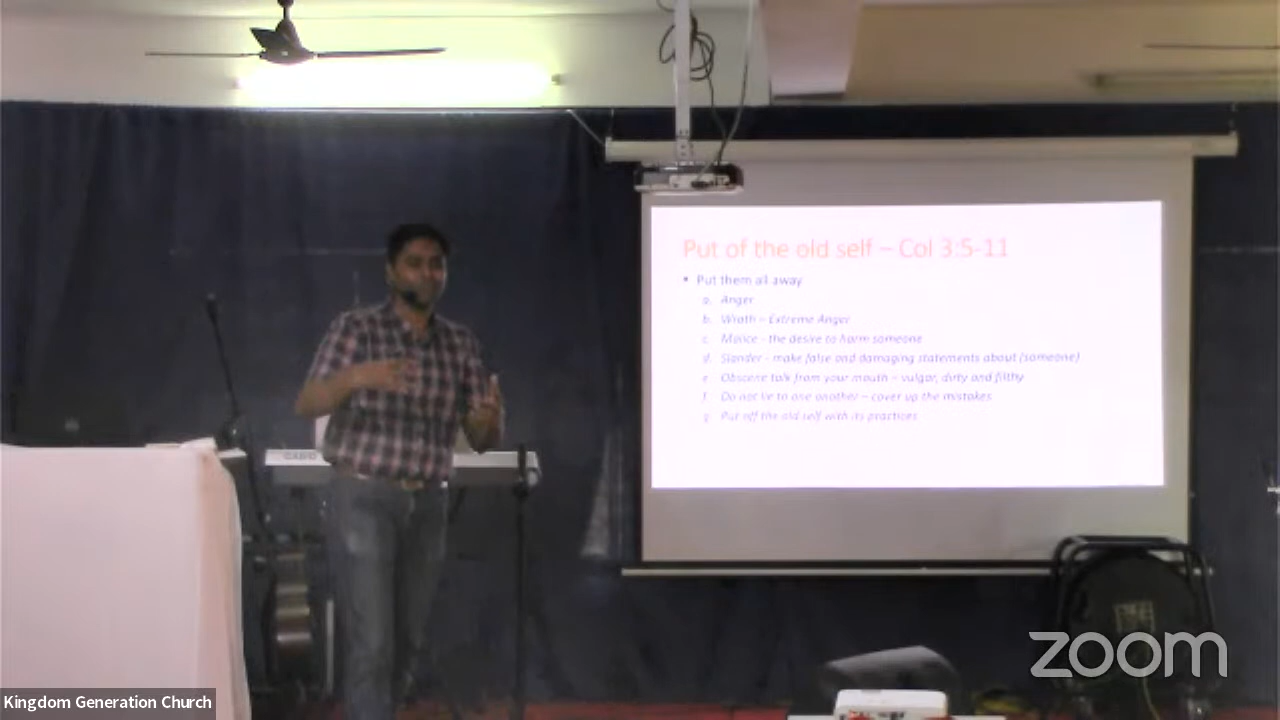 Put of the old self – Col 3:5-11
• Put them all away
a. Anger
b. Wrath – Extreme Anger
c. Malice - the desire to harm someone
d. Slander - make false and damaging statements about (someone)
e. Obscene talk from your mouth – vulgar, dirty and filthy
f. Do not lie to one another – cover up the mistakes
g. Put off the old self with its practices
CASIO
zoom
Kingdom Generation Church